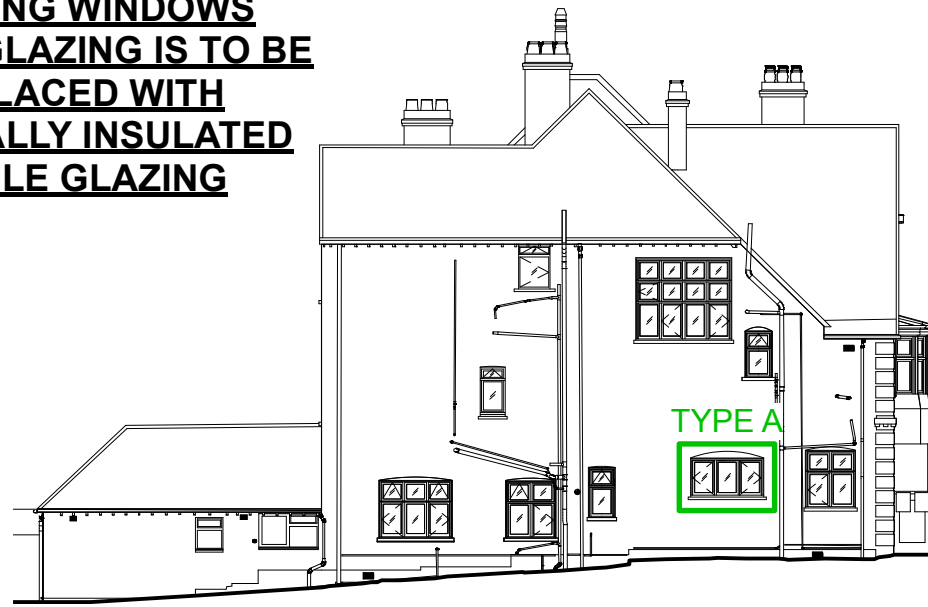 NG WINDOWS
GLAZING IS TO BE
LACED WITH
ALLY INSULATED
LE GLAZING
TYPE A